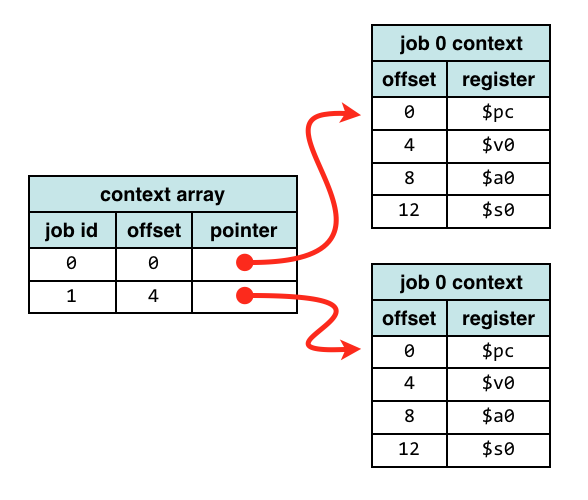 context array
job id offset pointer
0 0
1 4
job 0 context
offset register
0 $pc
4 $v0
8 $a0
12 $s0
job 0 context
offset register
0 $pc
4 $v0
8 $a0
12 $s0